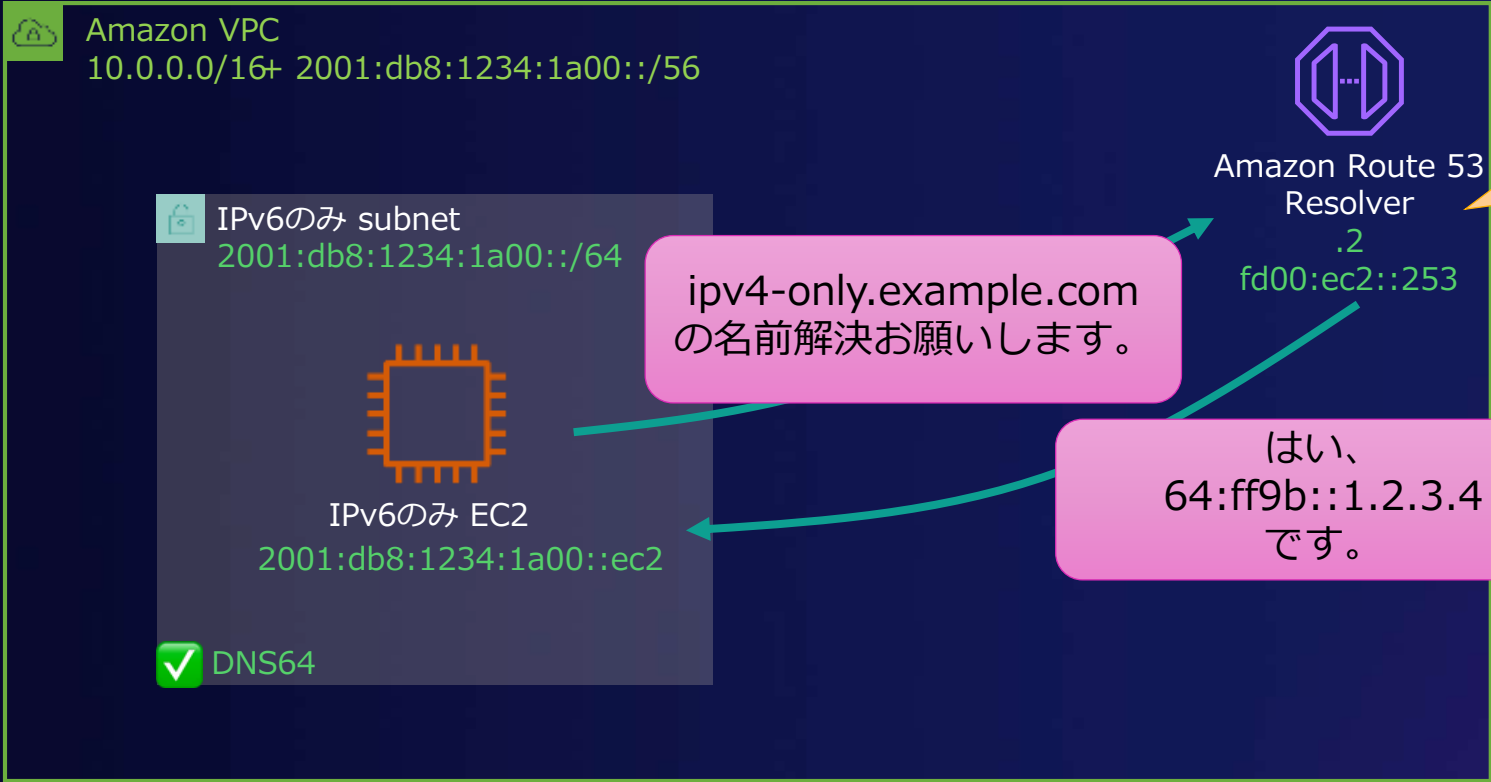 Amazon VPC
10.0.0.0/16+ 2001:db8:1234:1a00::/56
Amazon Route 53
Resolver
.2
fd00:ec2::253
IPv6のみ subnet
2001:db8:1234:1a00::/64
ipv4-only.example.com
の名前解決お願いします。
はい、
64:ff9b::1.2.3.4
です。
IPv6のみ EC2
2001:db8:1234:1a00::ec2
DNS64